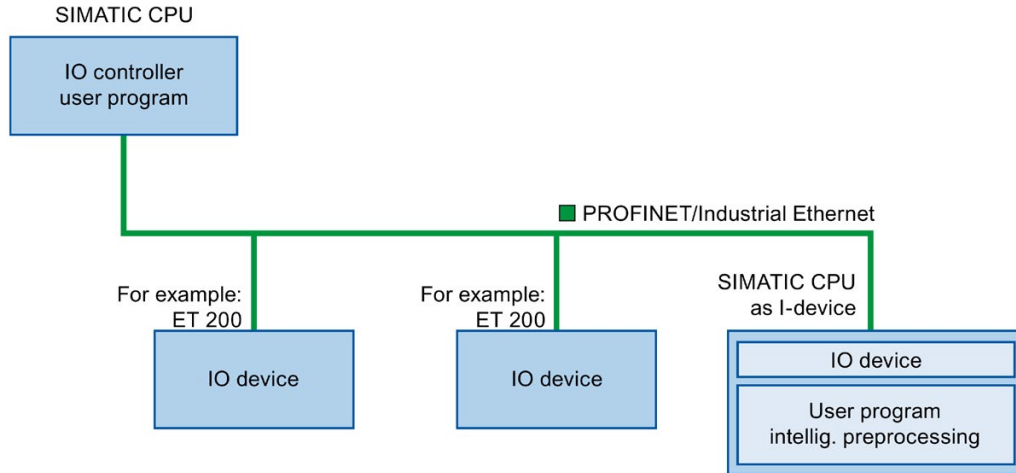 SIMATIC CPU
IO controller
user program
PROFINET/Industrial Ethernet
For example:
ET 200
IO device
For example:
ET 200
IO device
SIMATIC CPU
as I-device
IO device
User program
intellig. preprocessing